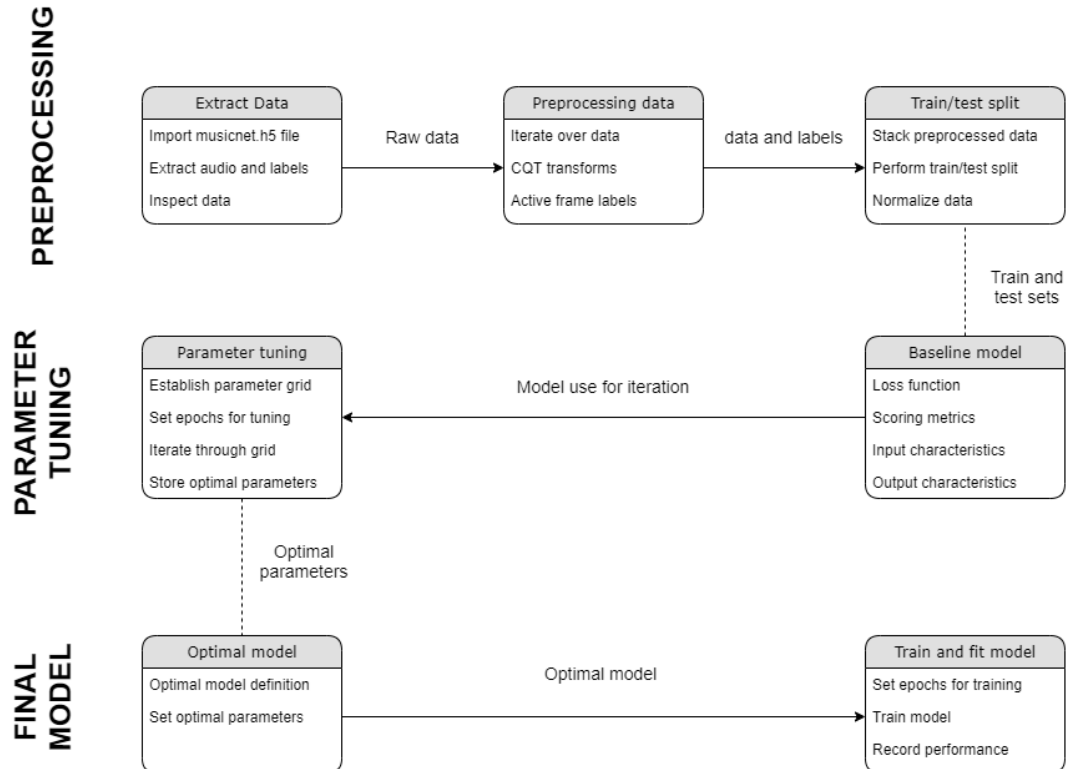 PREPROCESSING
Extract Data
Import musicnet.h5 file
Extract audio and labels
Inspect data
Raw data
Preprocessing data
Iterate over data
CQT transforms
Active frame labels
data and labels
Train/test split
Stack preprocessed data
Perform train/test split
Normalize data
Train and
test sets
PARAMETER
TUNING
Parameter tuning
Establish parameter grid
Set epochs for tuning
Iterate through grid
Store optimal parameters
Model use for iteration
Baseline model
Loss function
Scoring metrics
Input characteristics
Output characteristics
Optimal
parameters
FINAL
MODEL
Optimal model
Optimal model definition
Set optimal parameters
Optimal model
Train and fit model
Set epochs for training
Train model
Record performance